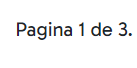 Pagina 1 de 3.